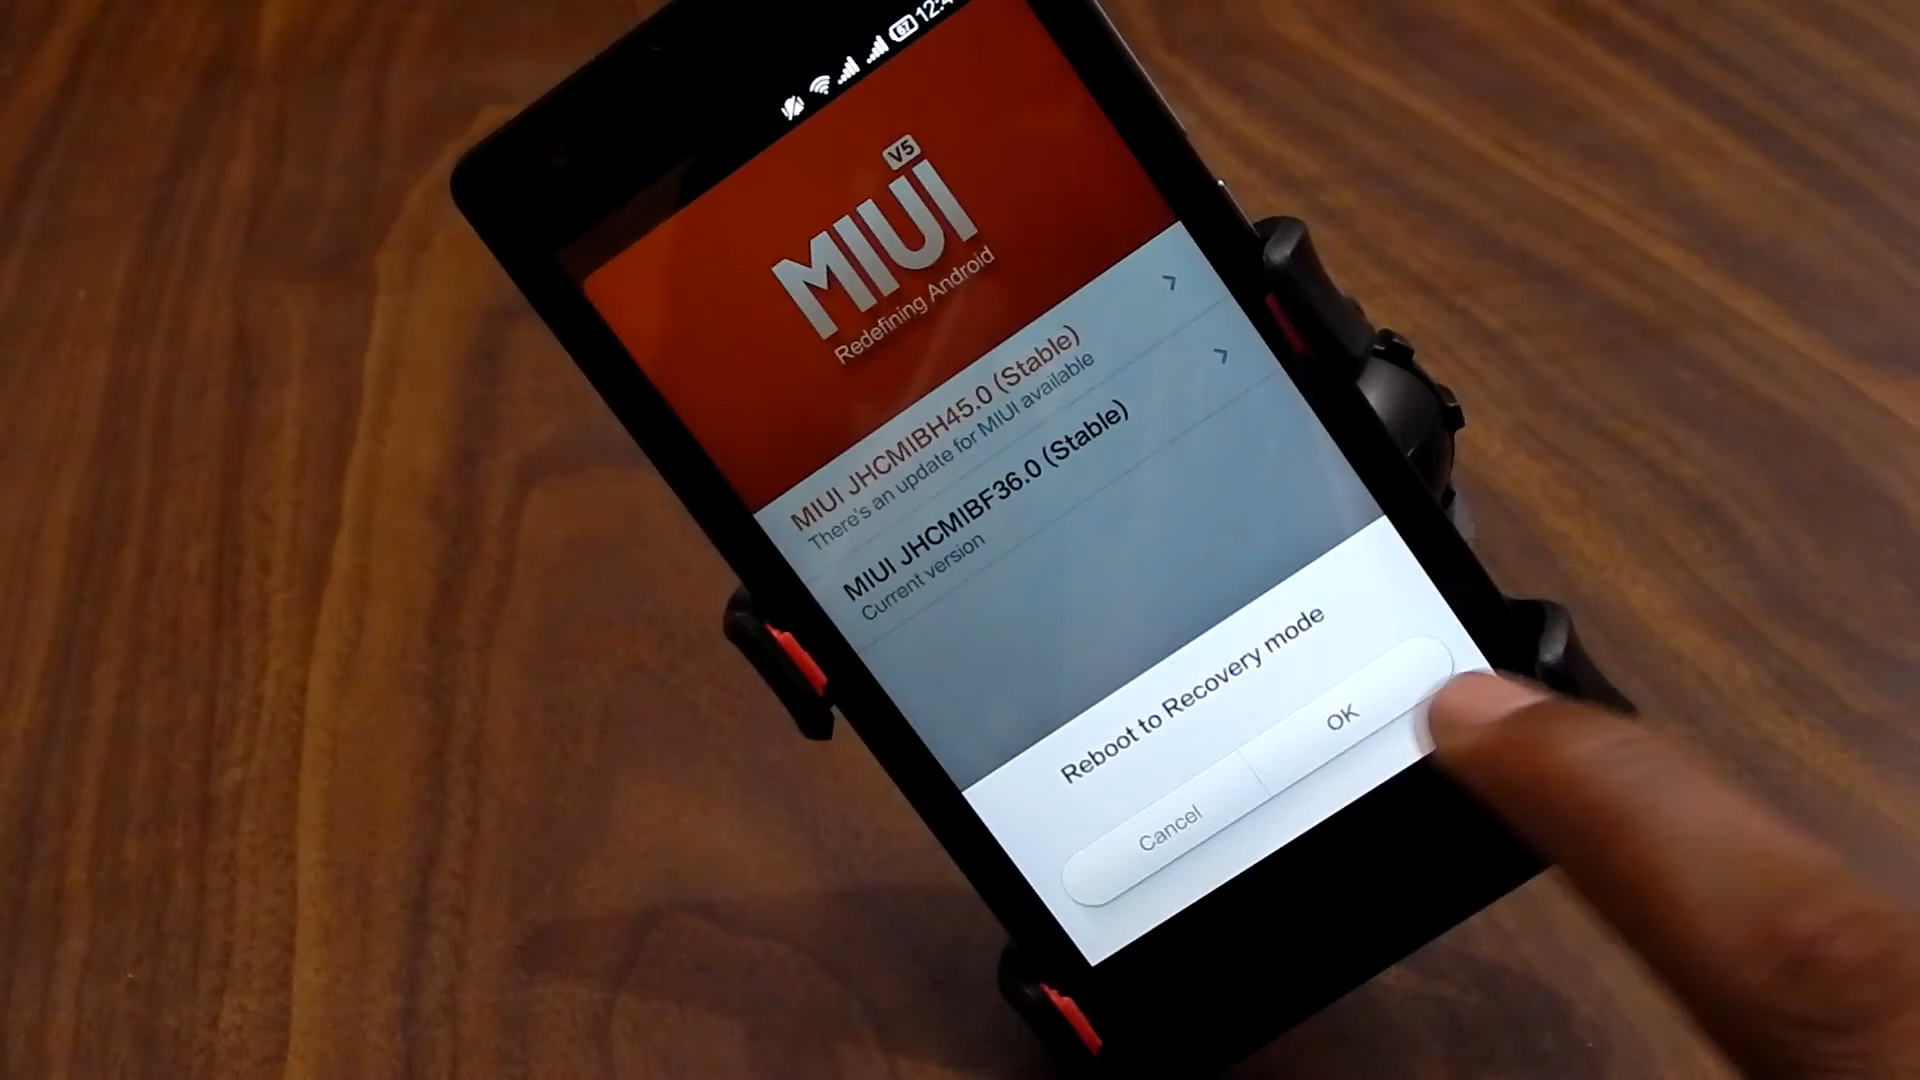 67
V5
MIUI
Redefining Android
MIUI JHCMIBH45.0 (Stable)
There's an update for MIUI available
MIUI JHCMIBF36.0 (Stable)
Current version
Reboot to Recovery mode
Cancel
OK